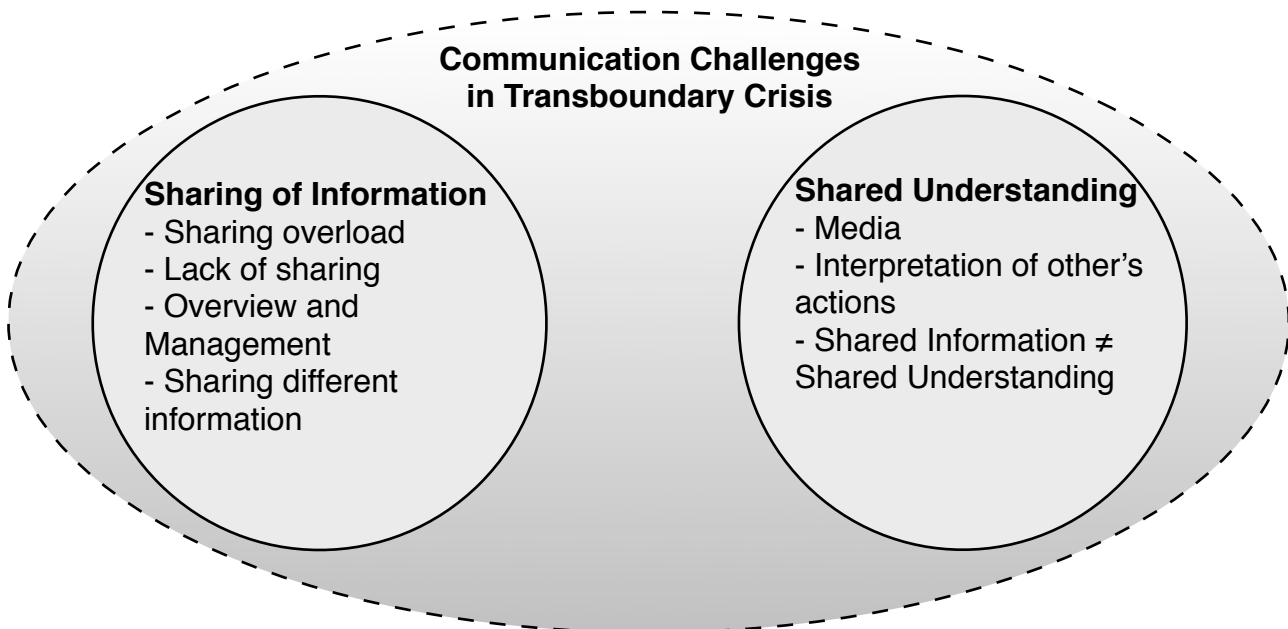 Communication Challenges
in Transboundary Crisis
Sharing of Information
- Sharing overload
- Lack of sharing
- Overview and
Management
- Sharing different
information
Shared Understanding
- Media
- Interpretation of other’s
actions
- Shared Information ≠
Shared Understanding